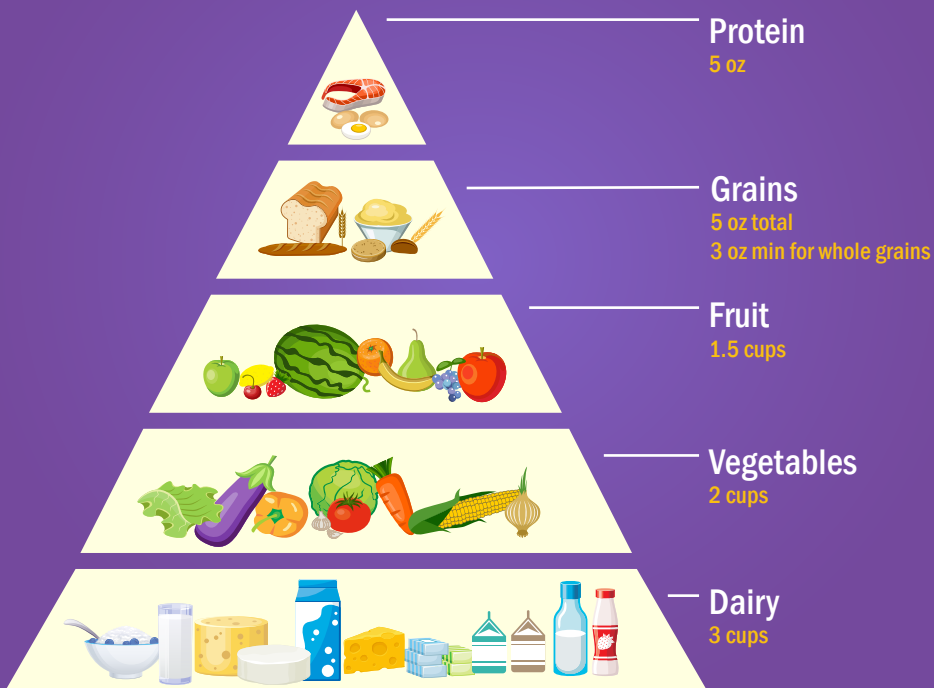 Protein
5 oz
Grains
5 oz total
3 oz min for whole grains
Fruit
1.5 cups
Vegetables
2 cups
Dairy
3 cups